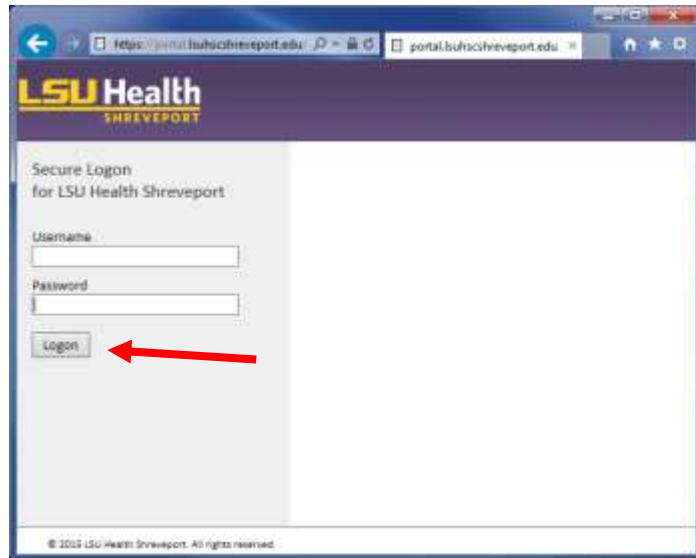 https://portal.lsuhscshreveport.edu
portal.lsuhscshreveport.edu
LSU Health
SHREVEPORT
Secure Logon
for LSU Health Shreveport
Username
Password
Logon
© 2015 LSU Health Shreveport. All rights reserved.